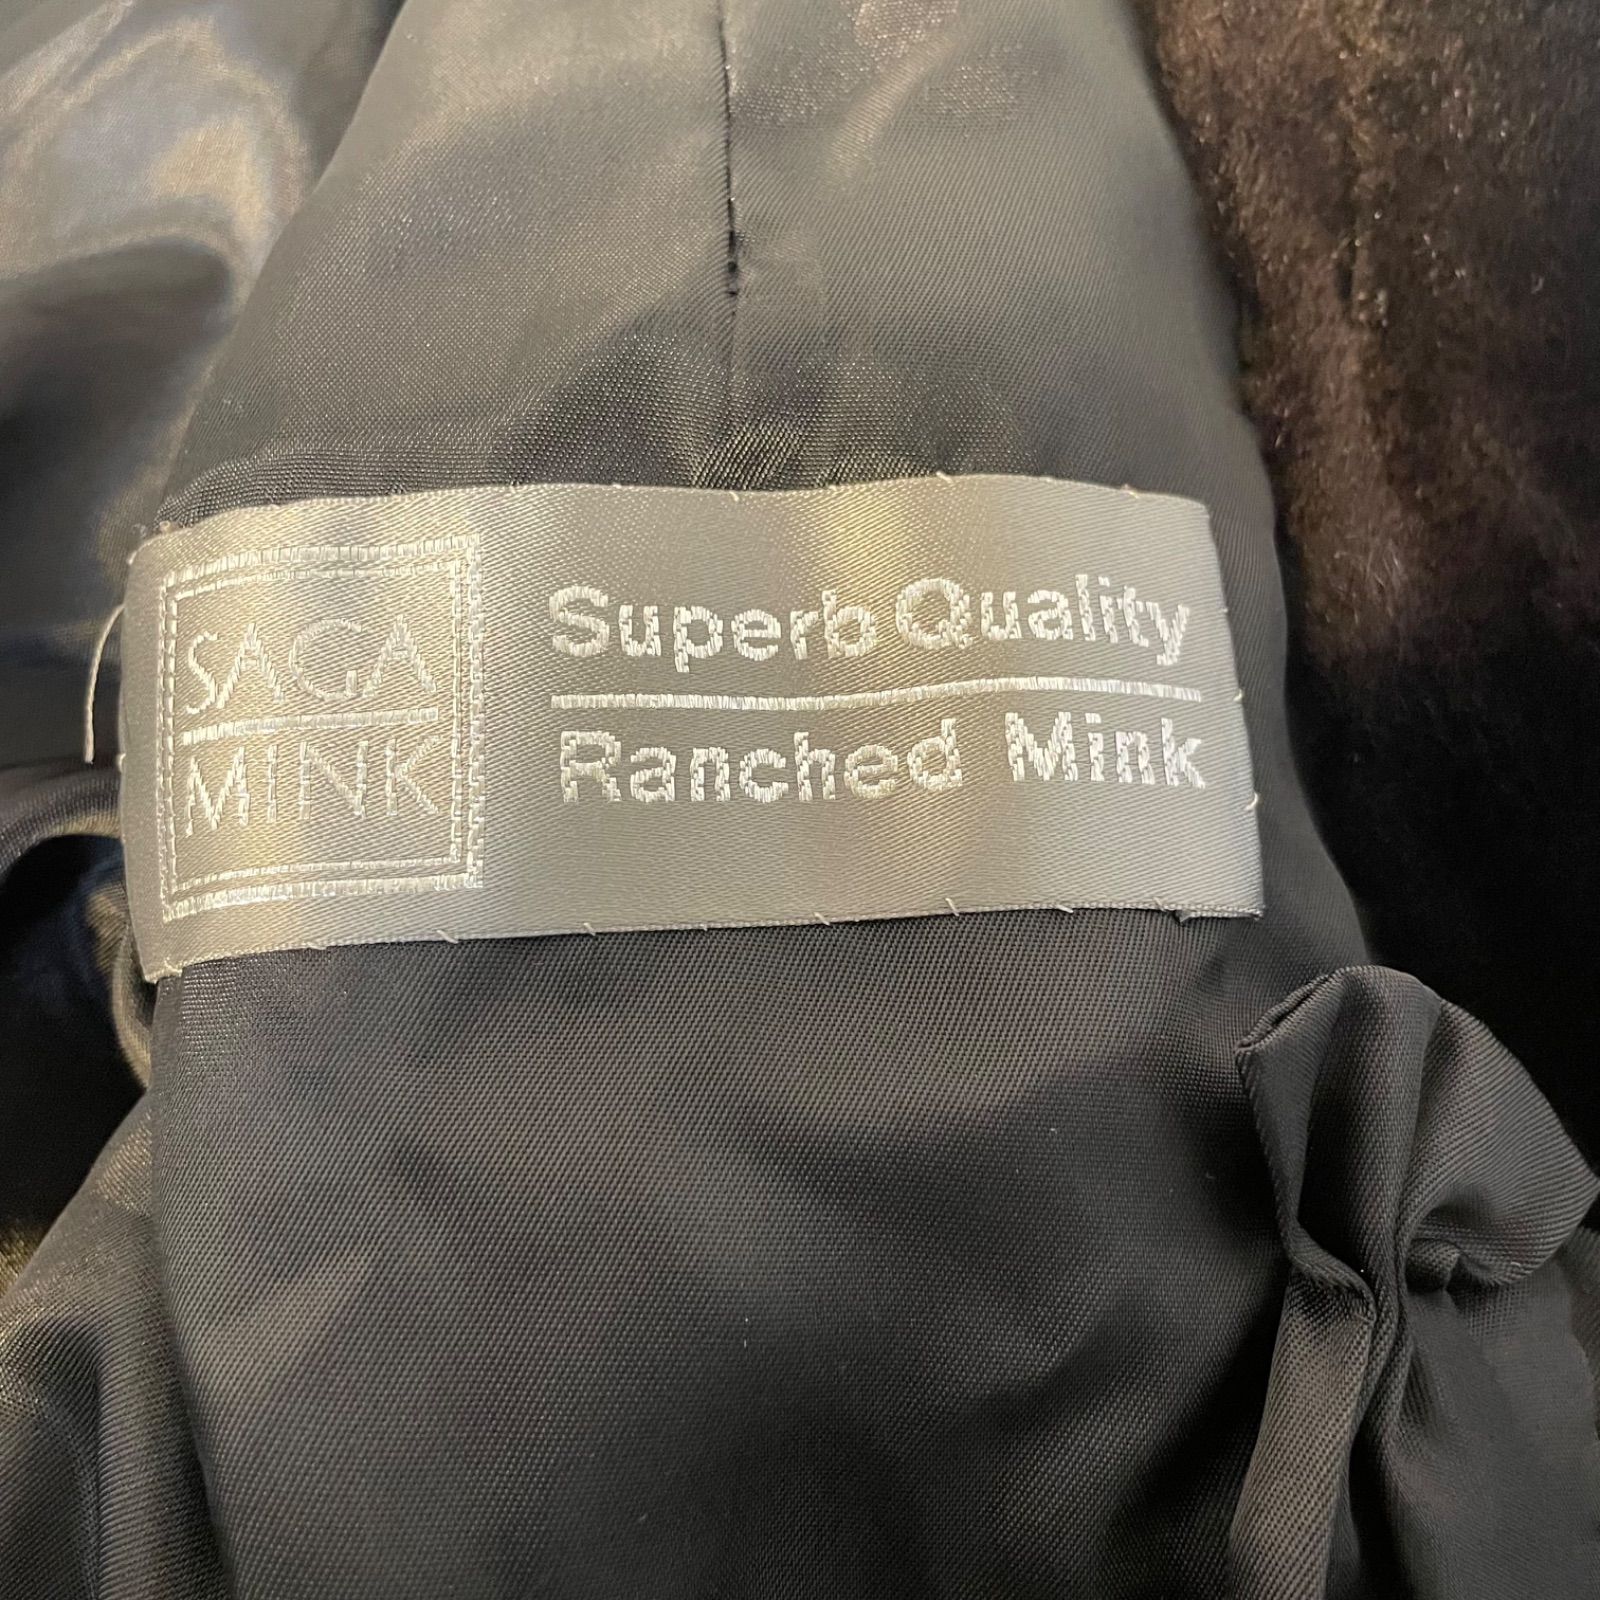 SAGA
MINK
Superb Quality
Ranched Mink